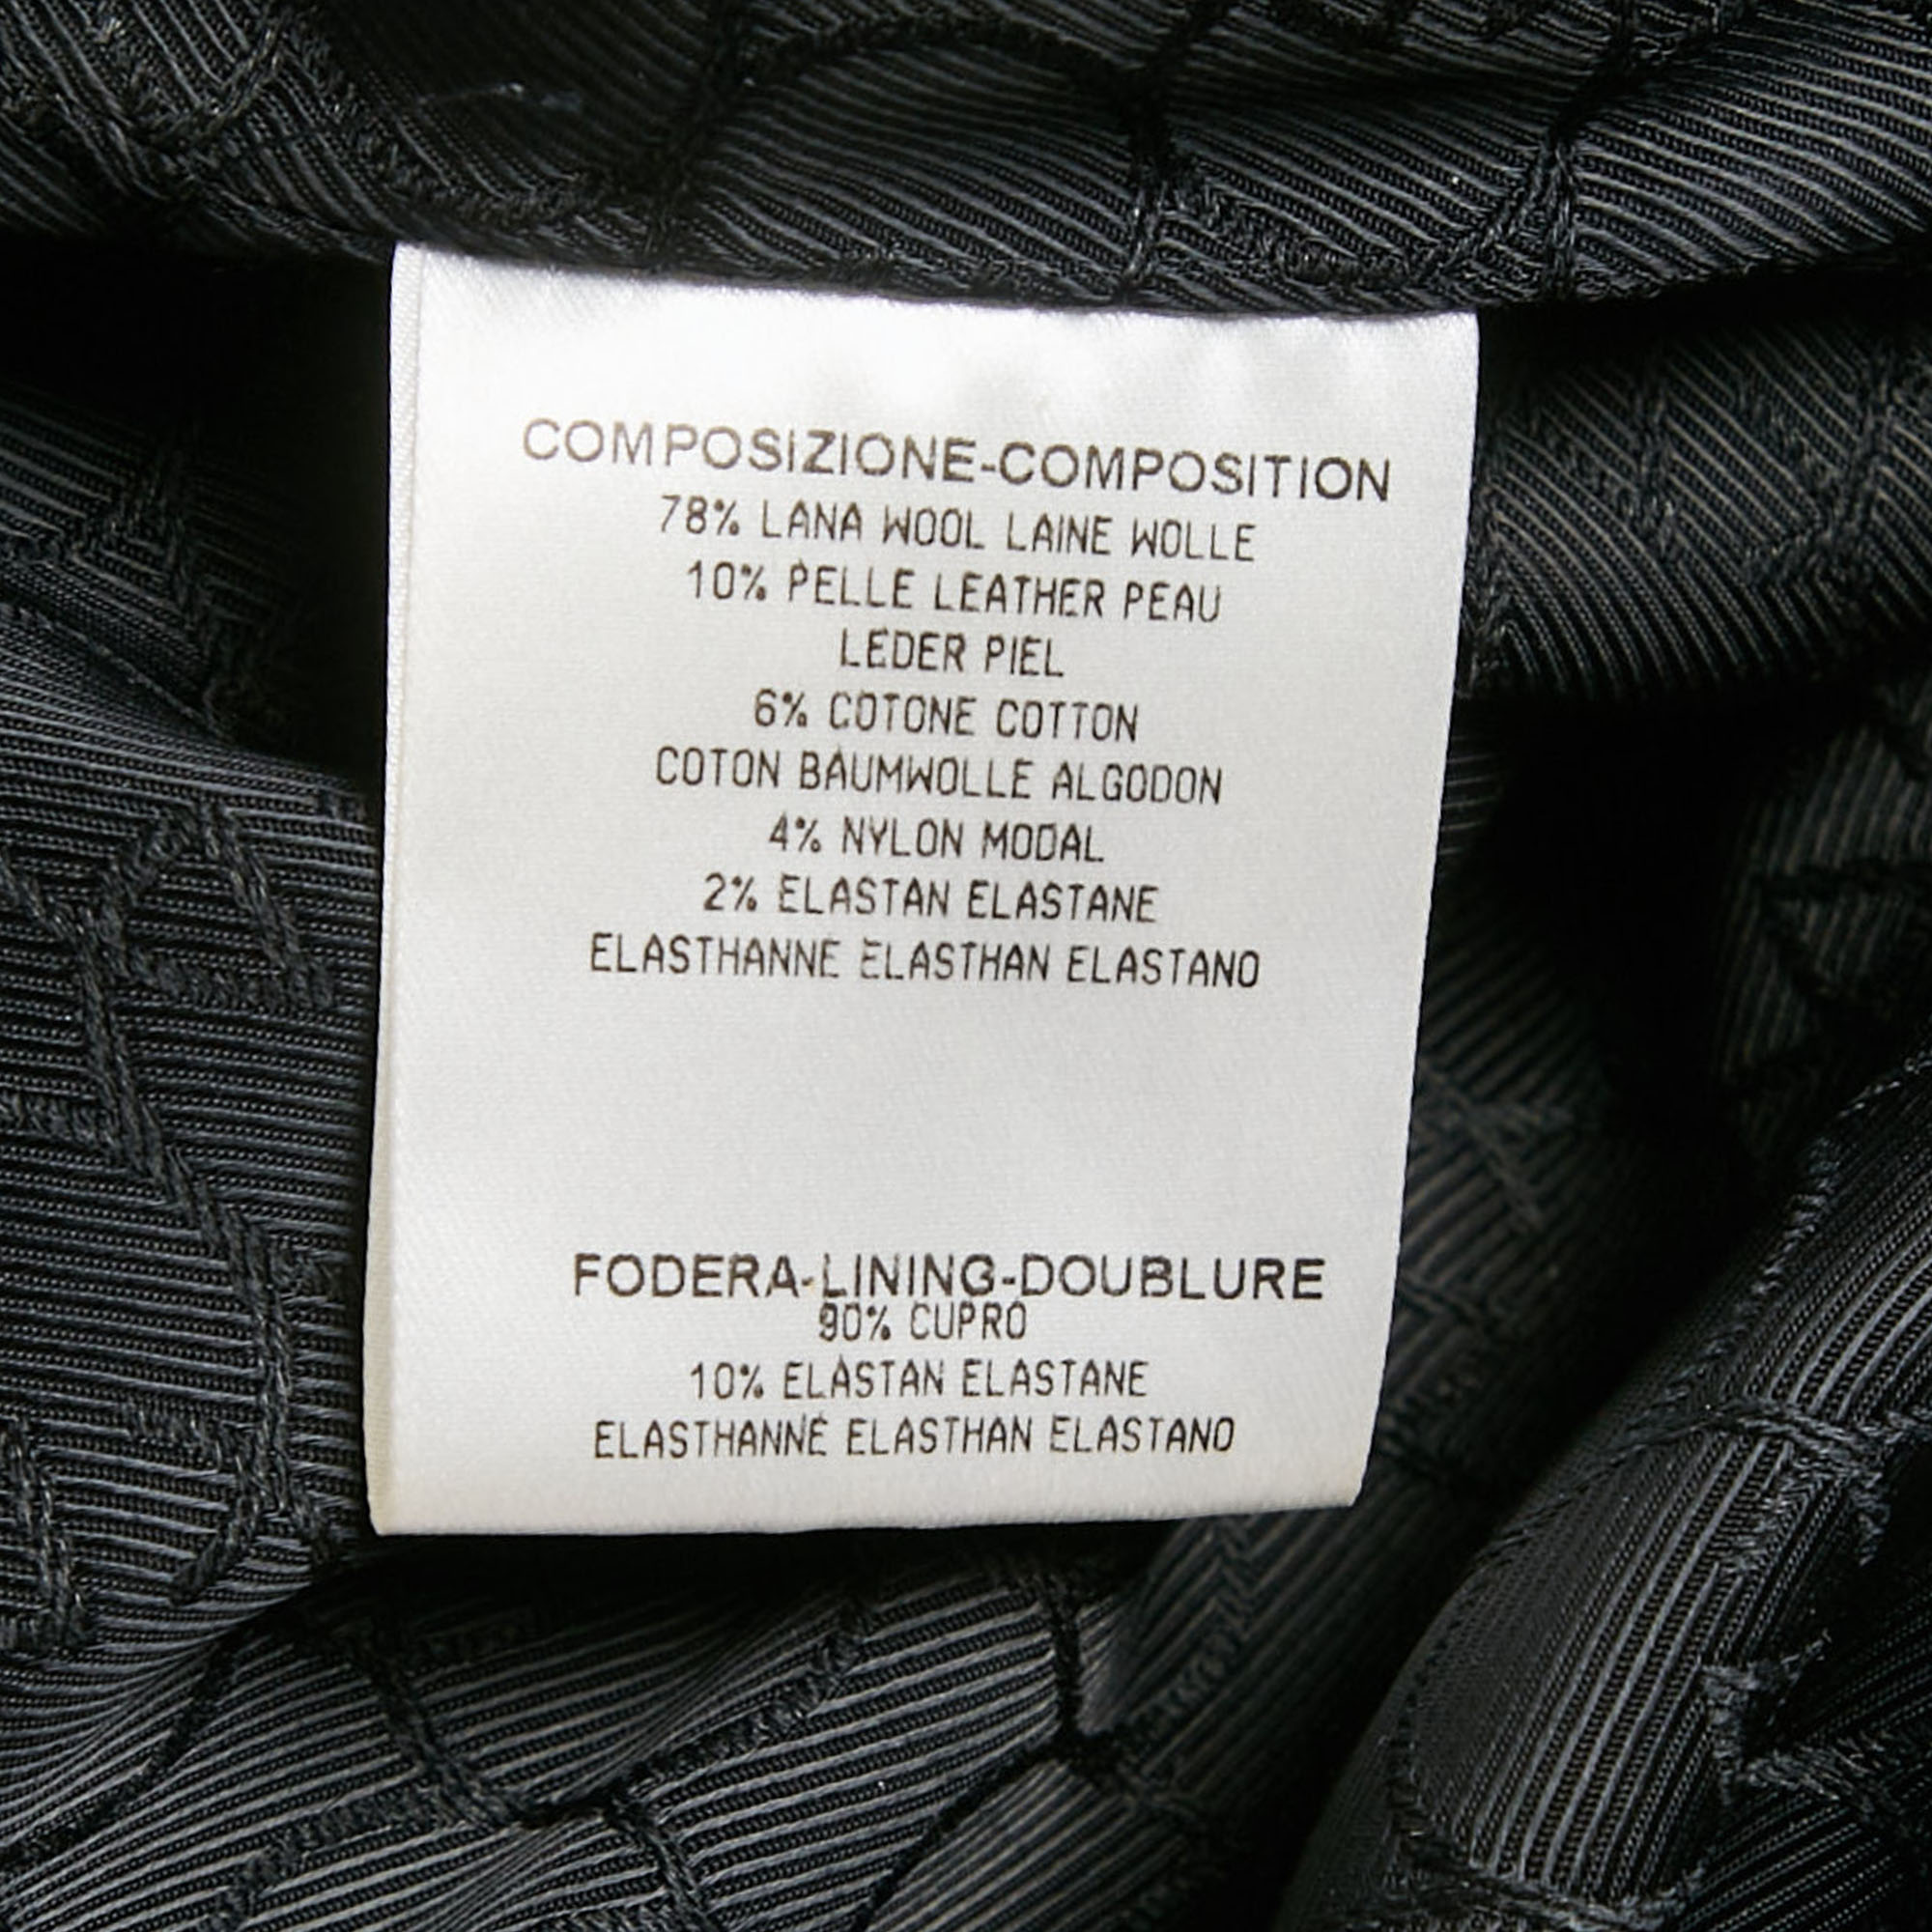 COMPOSIZIONE-COMPOSITION
78% LANA WOOL LAINE WOLLE
10% PELLE LEATHER PEAU
LEDER PIEL
6% COTONE COTTON
COTON BAUMWOLLE ALGODON
4% NYLON MODAL
2% ELASTAN ELASTANE
ELASTHANNE ELASTHAN ELASTANO
FODERA-LINING-DOUBLURE
90% CUPRO
10% ELASTAN ELASTANE
ELASTHANNE ELASTHAN ELASTANO